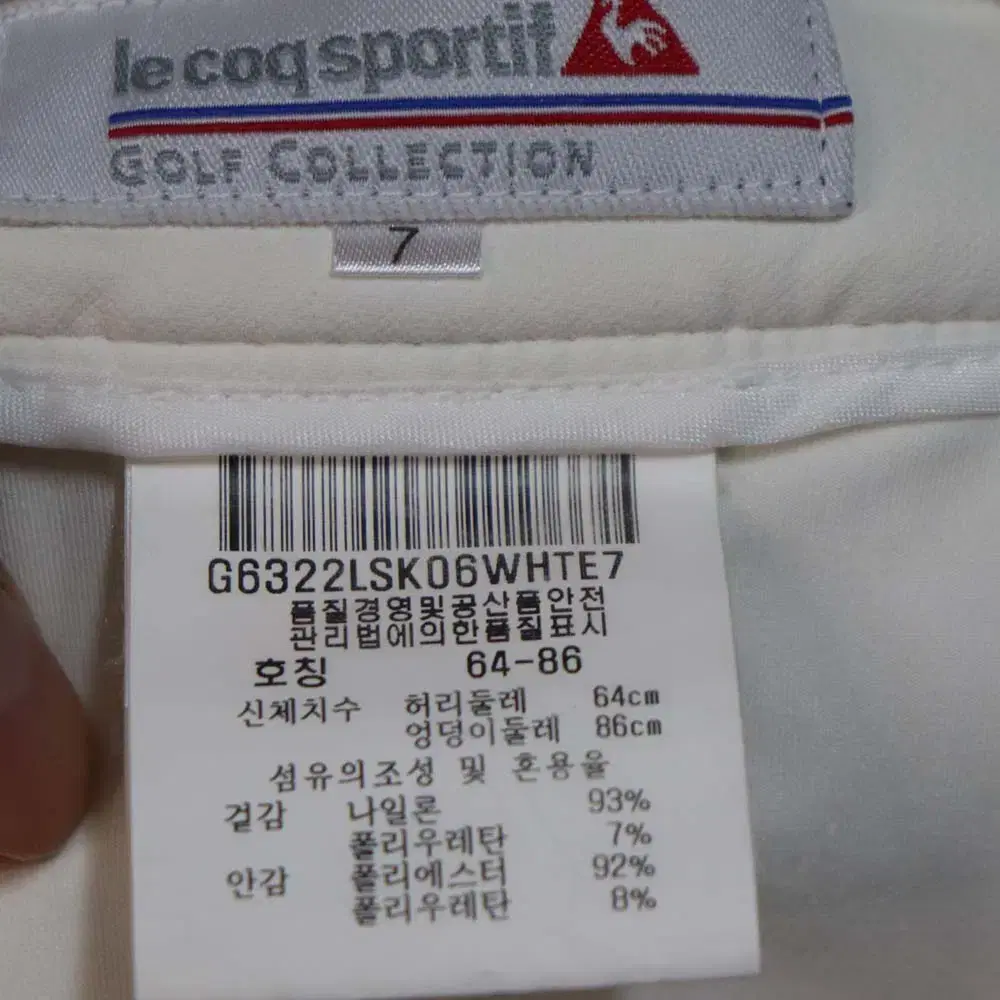 le coq sportif
GOLF COLLECTION
7
G6322LSK06WHTE7
품질경영및공산품안전
관리법에의한품질표시
호칭 64-86
신체치수 허리둘레 64cm
엉덩이둘레 86cm
섬유의조성 및 혼용율
겉감 나일론 93%
폴리우레탄 7%
안감 폴리에스터 92%
폴리우레탄 8%